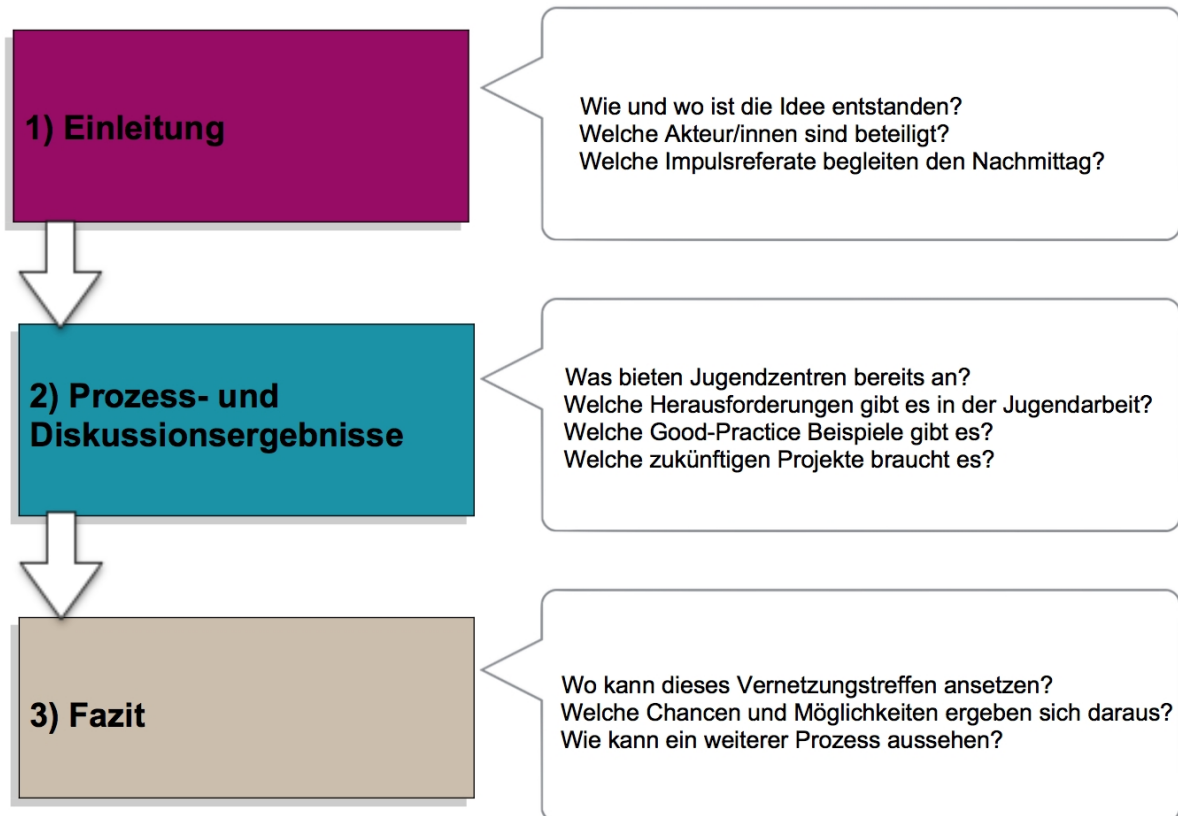 1) Einleitung
Wie und wo ist die Idee entstanden?
Welche Akteur/innen sind beteiligt?
Welche Impulsreferate begleiten den Nachmittag?
2) Prozess- und
Diskussionsergebnisse
Was bieten Jugendzentren bereits an?
Welche Herausforderungen gibt es in der Jugendarbeit?
Welche Good-Practice Beispiele gibt es?
Welche zukünftigen Projekte braucht es?
3) Fazit
Wo kann dieses Vernetzungstreffen ansetzen?
Welche Chancen und Möglichkeiten ergeben sich daraus?
Wie kann ein weiterer Prozess aussehen?